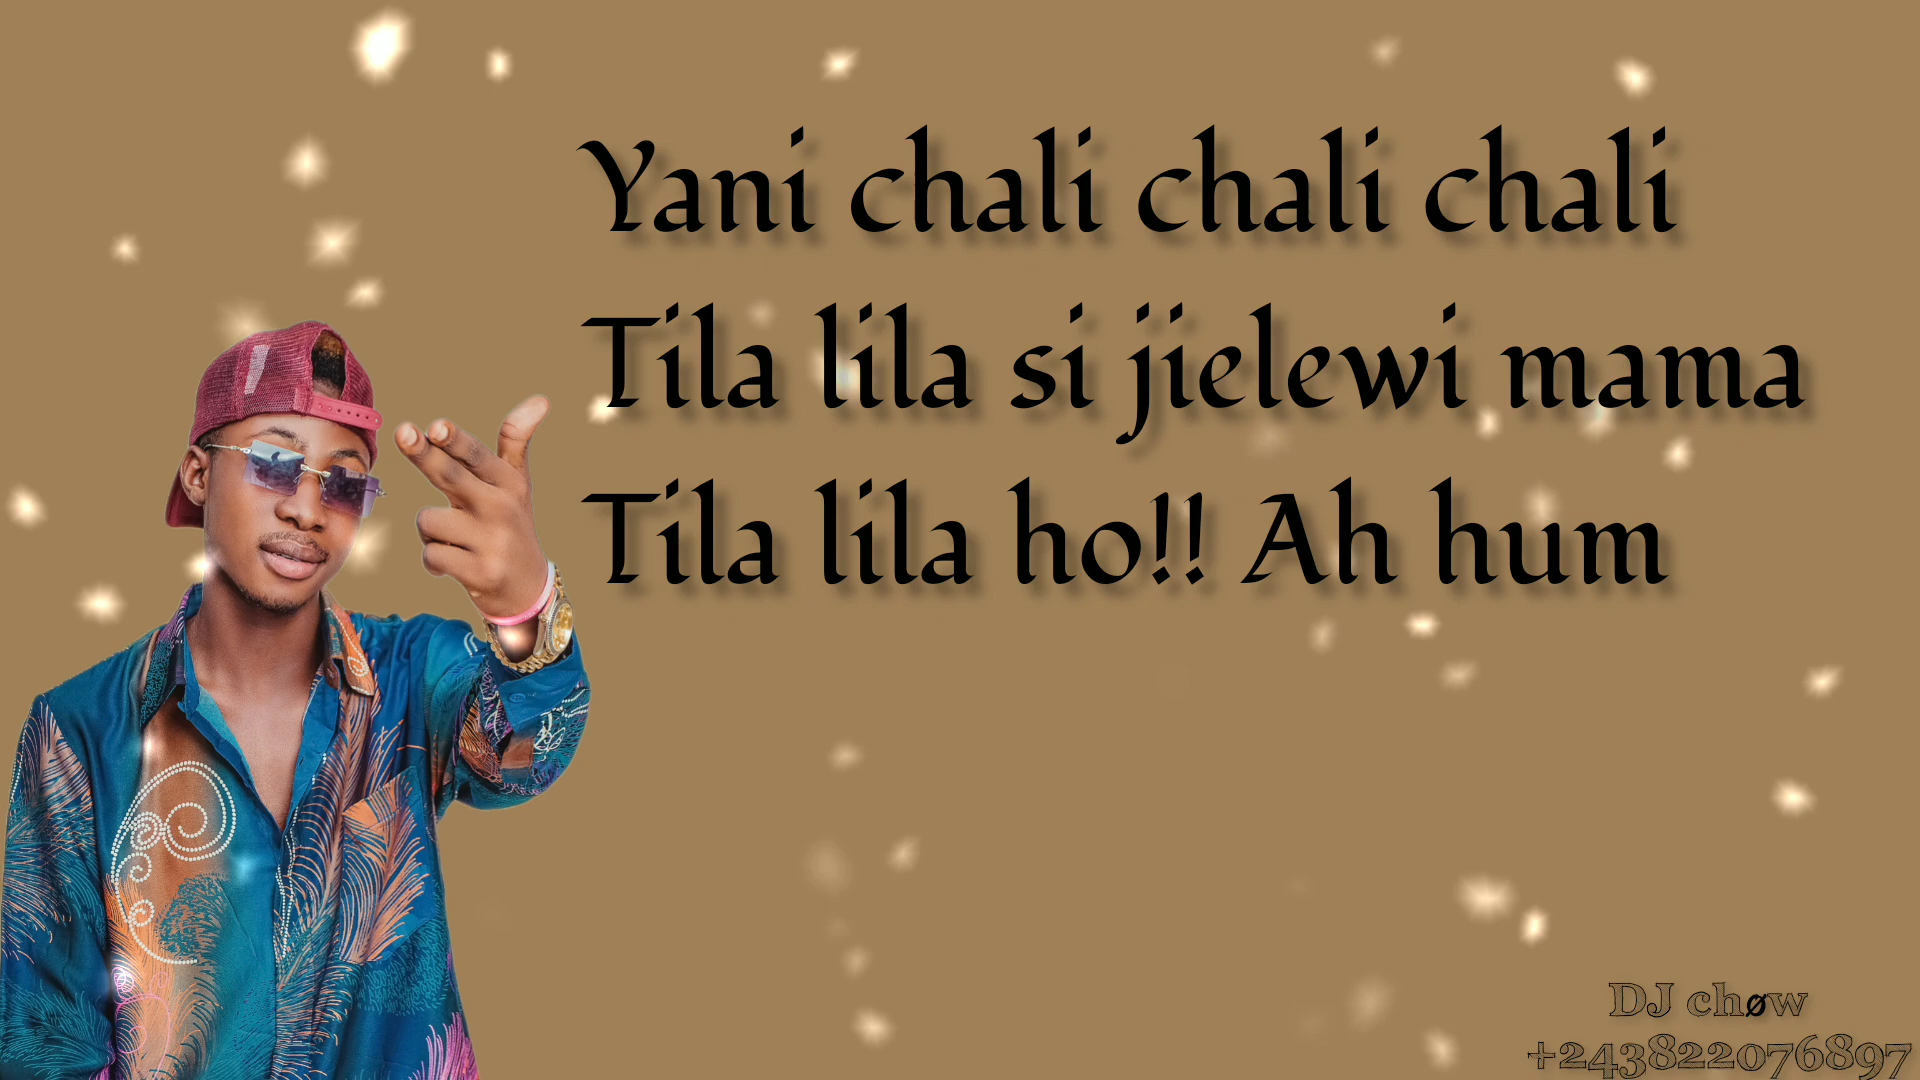 Yani chali chali chali
Tila lila si jielewi mama
Tila lila ho!! Ah hum
DJ chøw
+243822076897